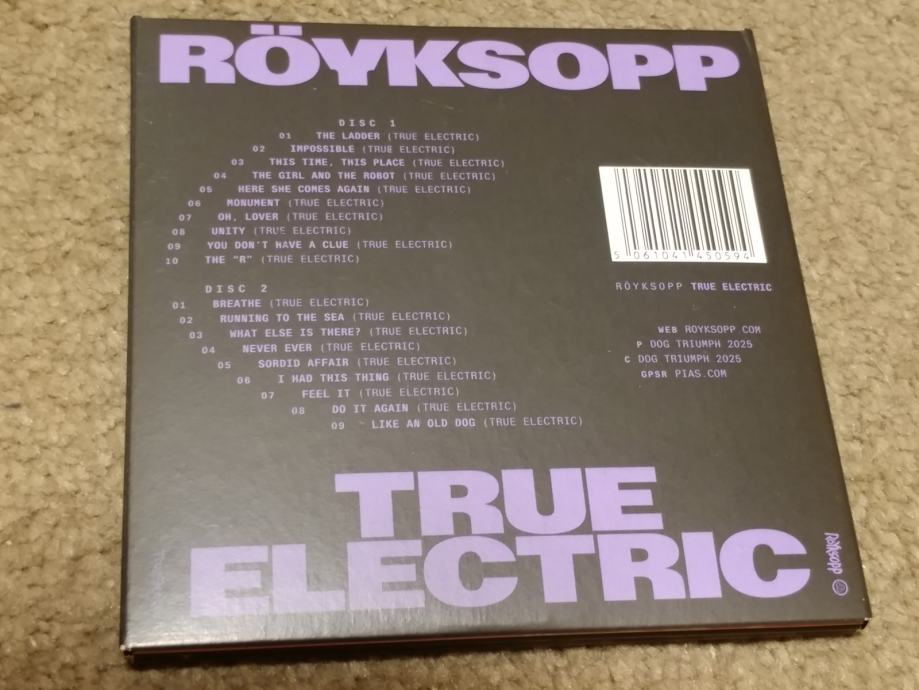 RÖYKSOPP
DISC 1
01 THE LADDER (TRUE ELECTRIC)
02 IMPOSSIBLE (TRUE ELECTRIC)
03 THIS TIME, THIS PLACE (TRUE ELECTRIC)
04 THE GIRL AND THE ROBOT (TRUE ELECTRIC)
05 HERE SHE COMES AGAIN (TRUE ELECTRIC)
06 MONUMENT (TRUE ELECTRIC)
07 OH, LOVER (TRUE ELECTRIC)
08 UNITY (TRUE ELECTRIC)
09 YOU DON'T HAVE A CLUE (TRUE ELECTRIC)
10 THE "R" (TRUE ELECTRIC)
DISC 2
01 BREATHE (TRUE ELECTRIC)
02 RUNNING TO THE SEA (TRUE ELECTRIC)
03 WHAT ELSE IS THERE? (TRUE ELECTRIC)
04 NEVER EVER (TRUE ELECTRIC)
05 SORDID AFFAIR (TRUE ELECTRIC)
06 I HAD THIS THING (TRUE ELECTRIC)
07 FEEL IT (TRUE ELECTRIC)
08 DO IT AGAIN (TRUE ELECTRIC)
09 LIKE AN OLD DOG (TRUE ELECTRIC)
5 061041 450594
RÖYKSOPP TRUE ELECTRIC
WEB ROYKSOPP.COM
P DOG TRIUMPH 2025
C DOG TRIUMPH 2025
GPSR PIAS.COM
TRUE
ELECTRIC
röyksopp